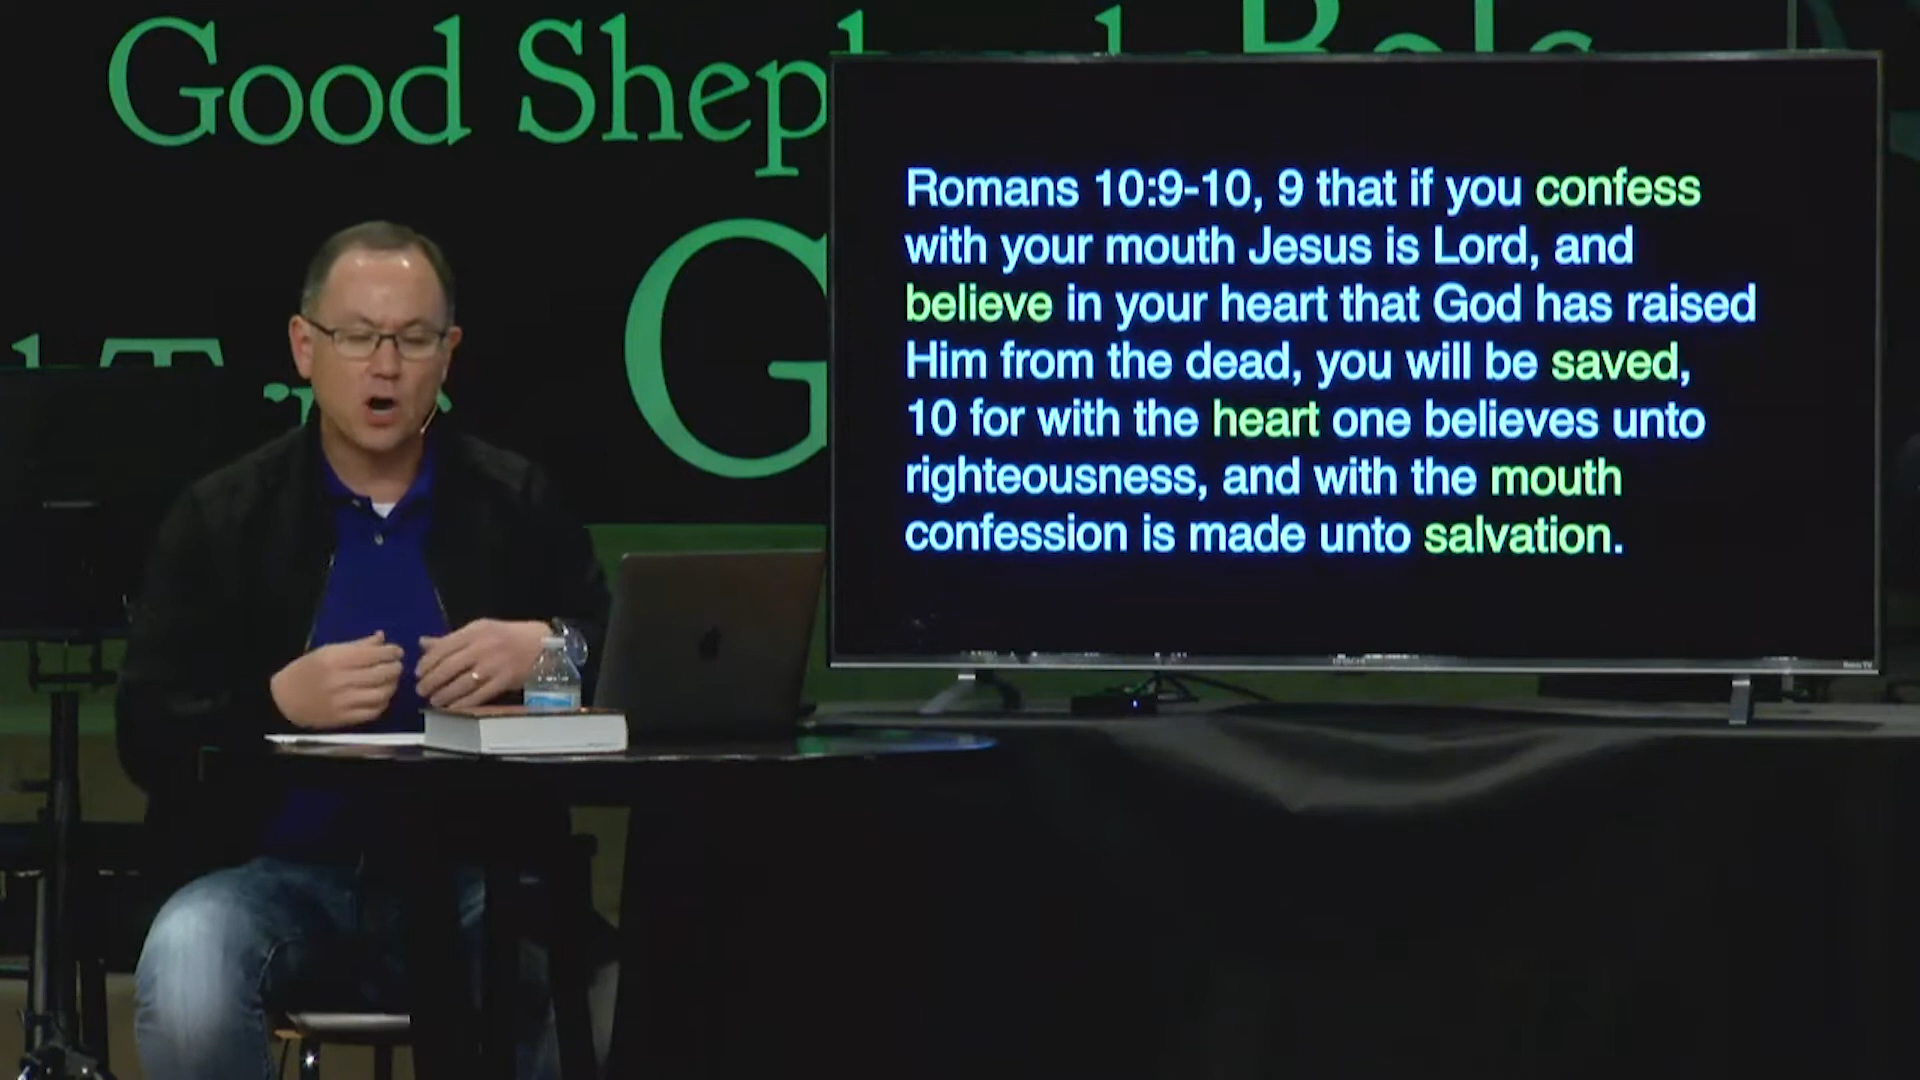 Good Shep
G
Romans 10:9-10, 9 that if you confess
with your mouth Jesus is Lord, and
believe in your heart that God has raised
Him from the dead, you will be saved,
10 for with the heart one believes unto
righteousness, and with the mouth
confession is made unto salvation.